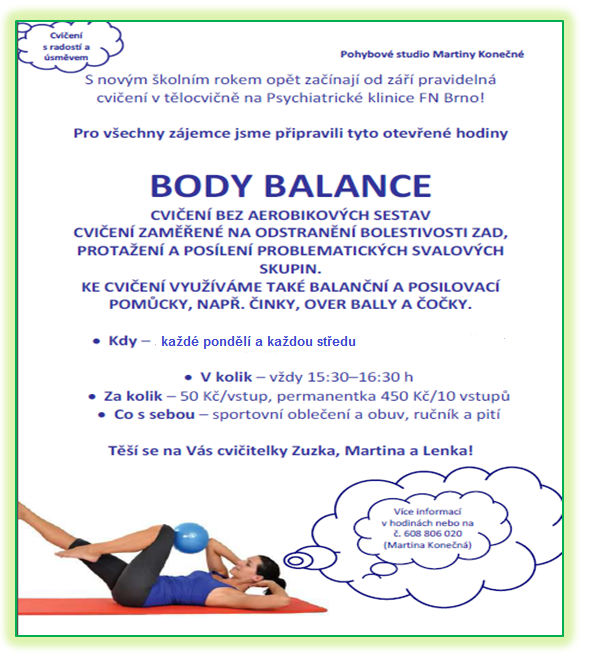 Cvičení
s radostí a
úsměvem
Pohybové studio Martiny Konečné
S novým školním rokem opět začínají od září pravidelná
cvičení v tělocvičně na Psychiatrické klinice FN Brno!
Pro všechny zájemce jsme připravili tyto otevřené hodiny
BODY BALANCE
CVIČENÍ BEZ AEROBIKOVÝCH SESTAV
CVIČENÍ ZAMĚŘENÉ NA ODSTRANĚNÍ BOLESTIVOSTI ZAD,
PROTAŽENÍ A POSÍLENÍ PROBLEMATICKÝCH SVALOVÝCH
SKUPIN.
KE CVIČENÍ VYUŽÍVÁME TAKÉ BALANČNÍ A POSILOVACÍ
POMŮCKY, NAPŘ. ČINKY, OVER BALLY A ČOČKY.
• Kdy – každé pondělí a každou středu
• V kolik – vždy 15:30–16:30 h
• Za kolik – 50 Kč/vstup, permanentka 450 Kč/10 vstupů
• Co s sebou – sportovní oblečení a obuv, ručník a pití
Těší se na Vás cvičitelky Zuzka, Martina a Lenka!
Více informací
v hodinách nebo na
č. 608 806 020
(Martina Konečná)